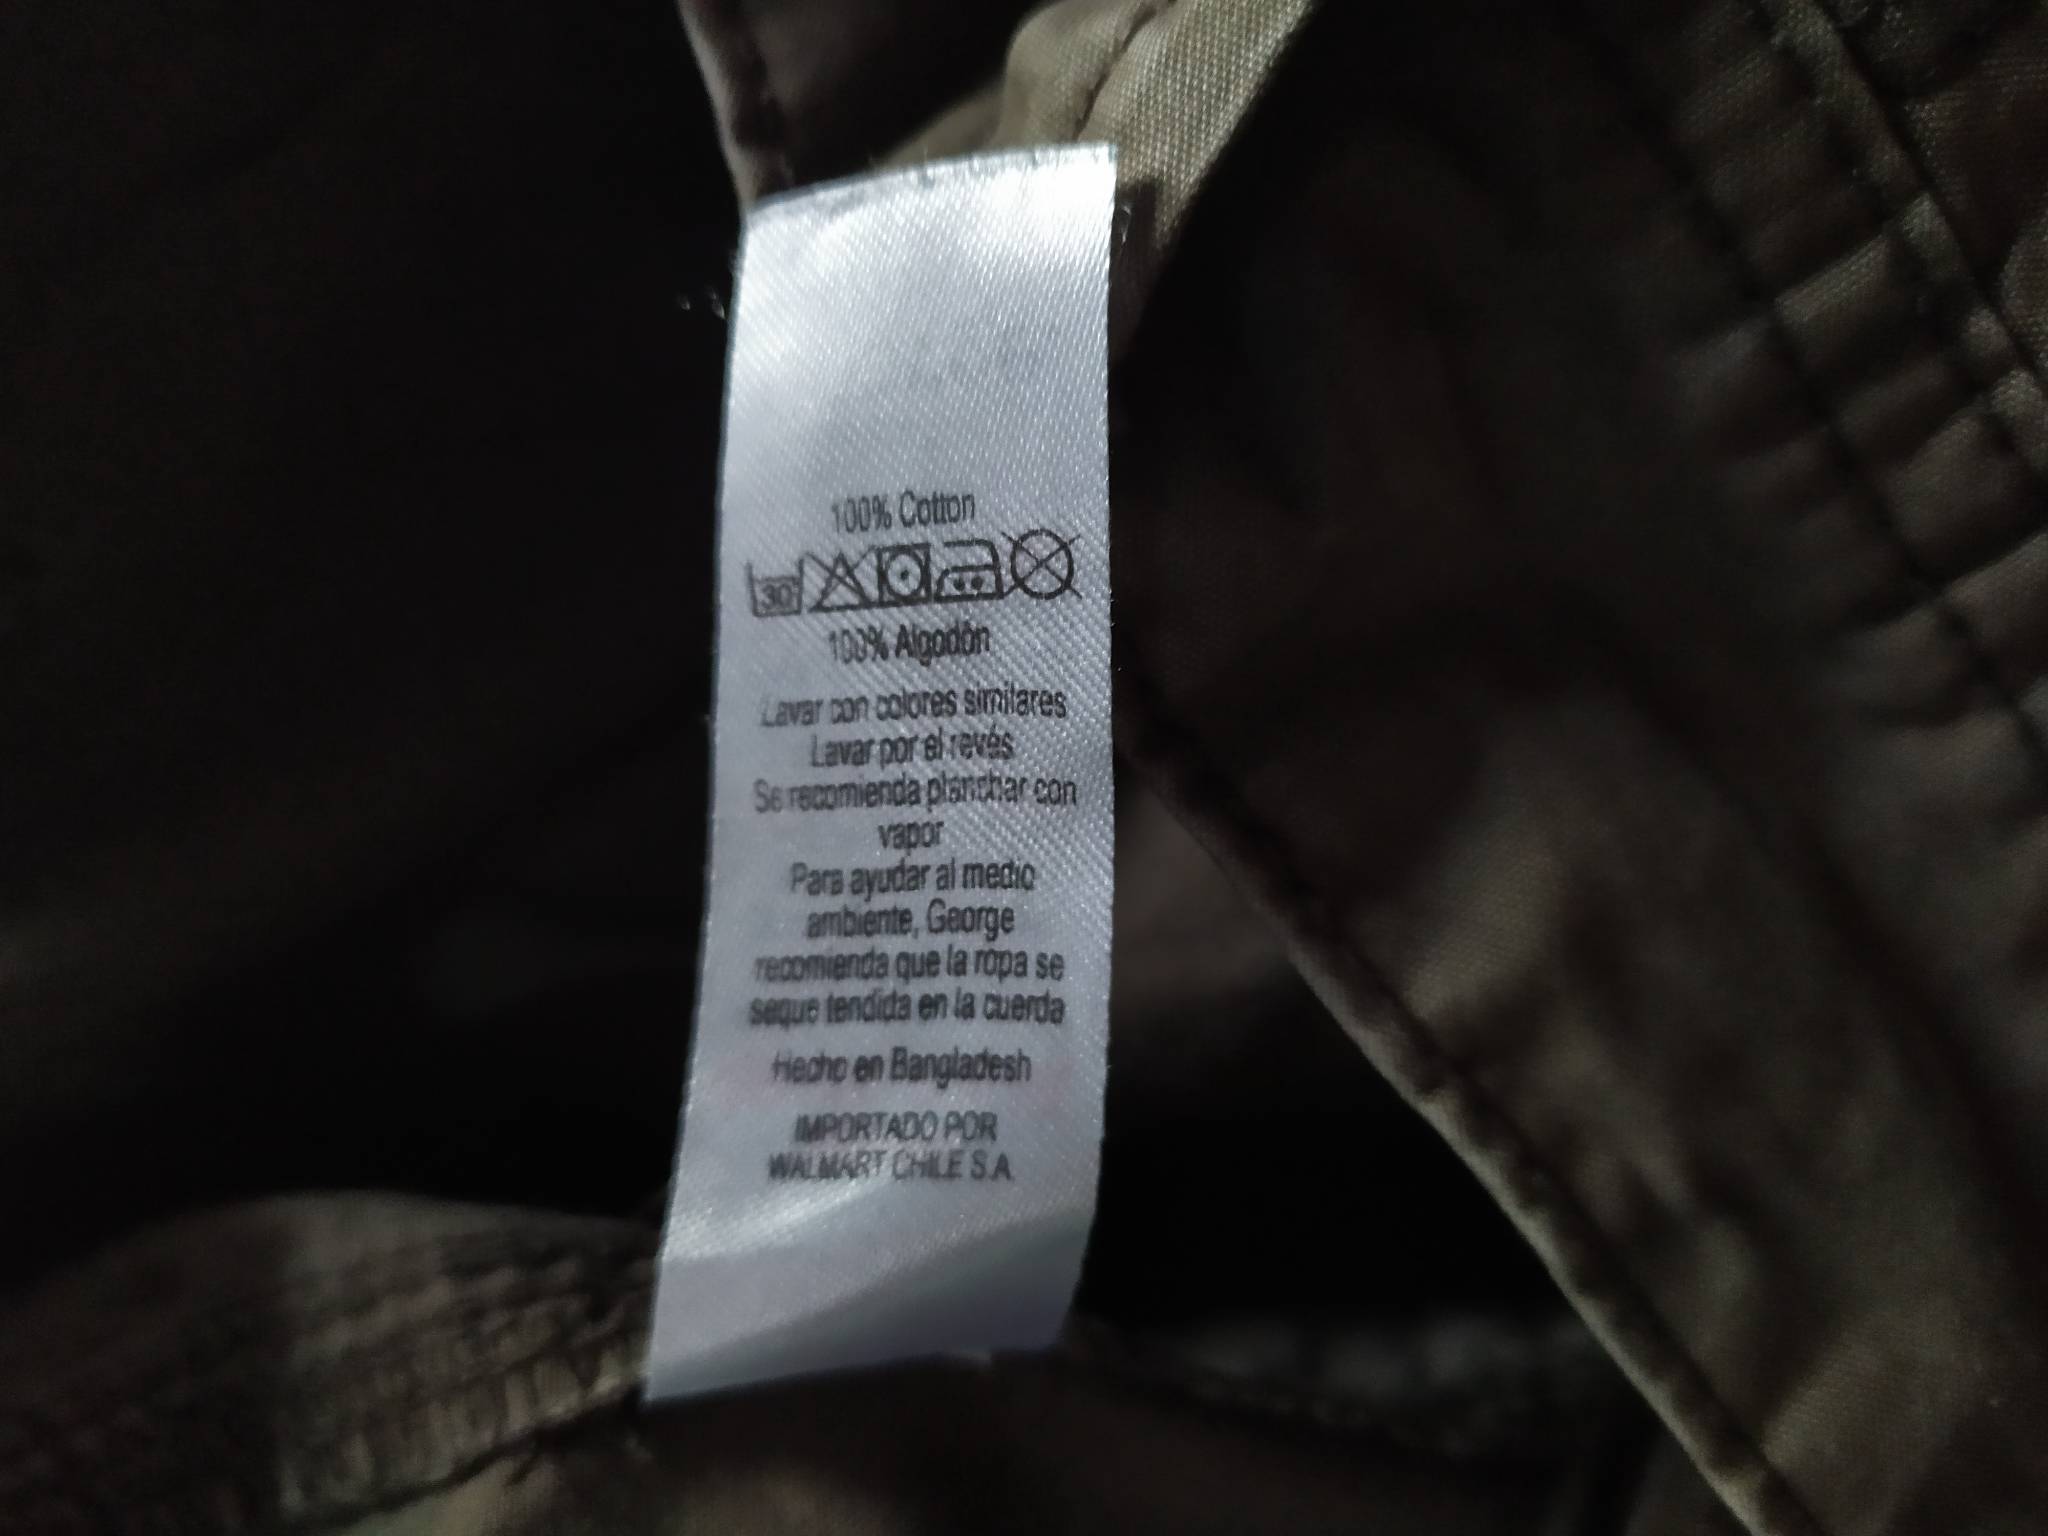 100% Cotton
30
100% Algodón
Lavar con colores similares
Lavar por el revés
Se recomienda planchar con
vapor
Para ayudar al medio
ambiente, George
recomienda que la ropa se
seque tendida en la cuerda
Hecho en Bangladesh
IMPORTADO POR
WALMART CHILE S.A.